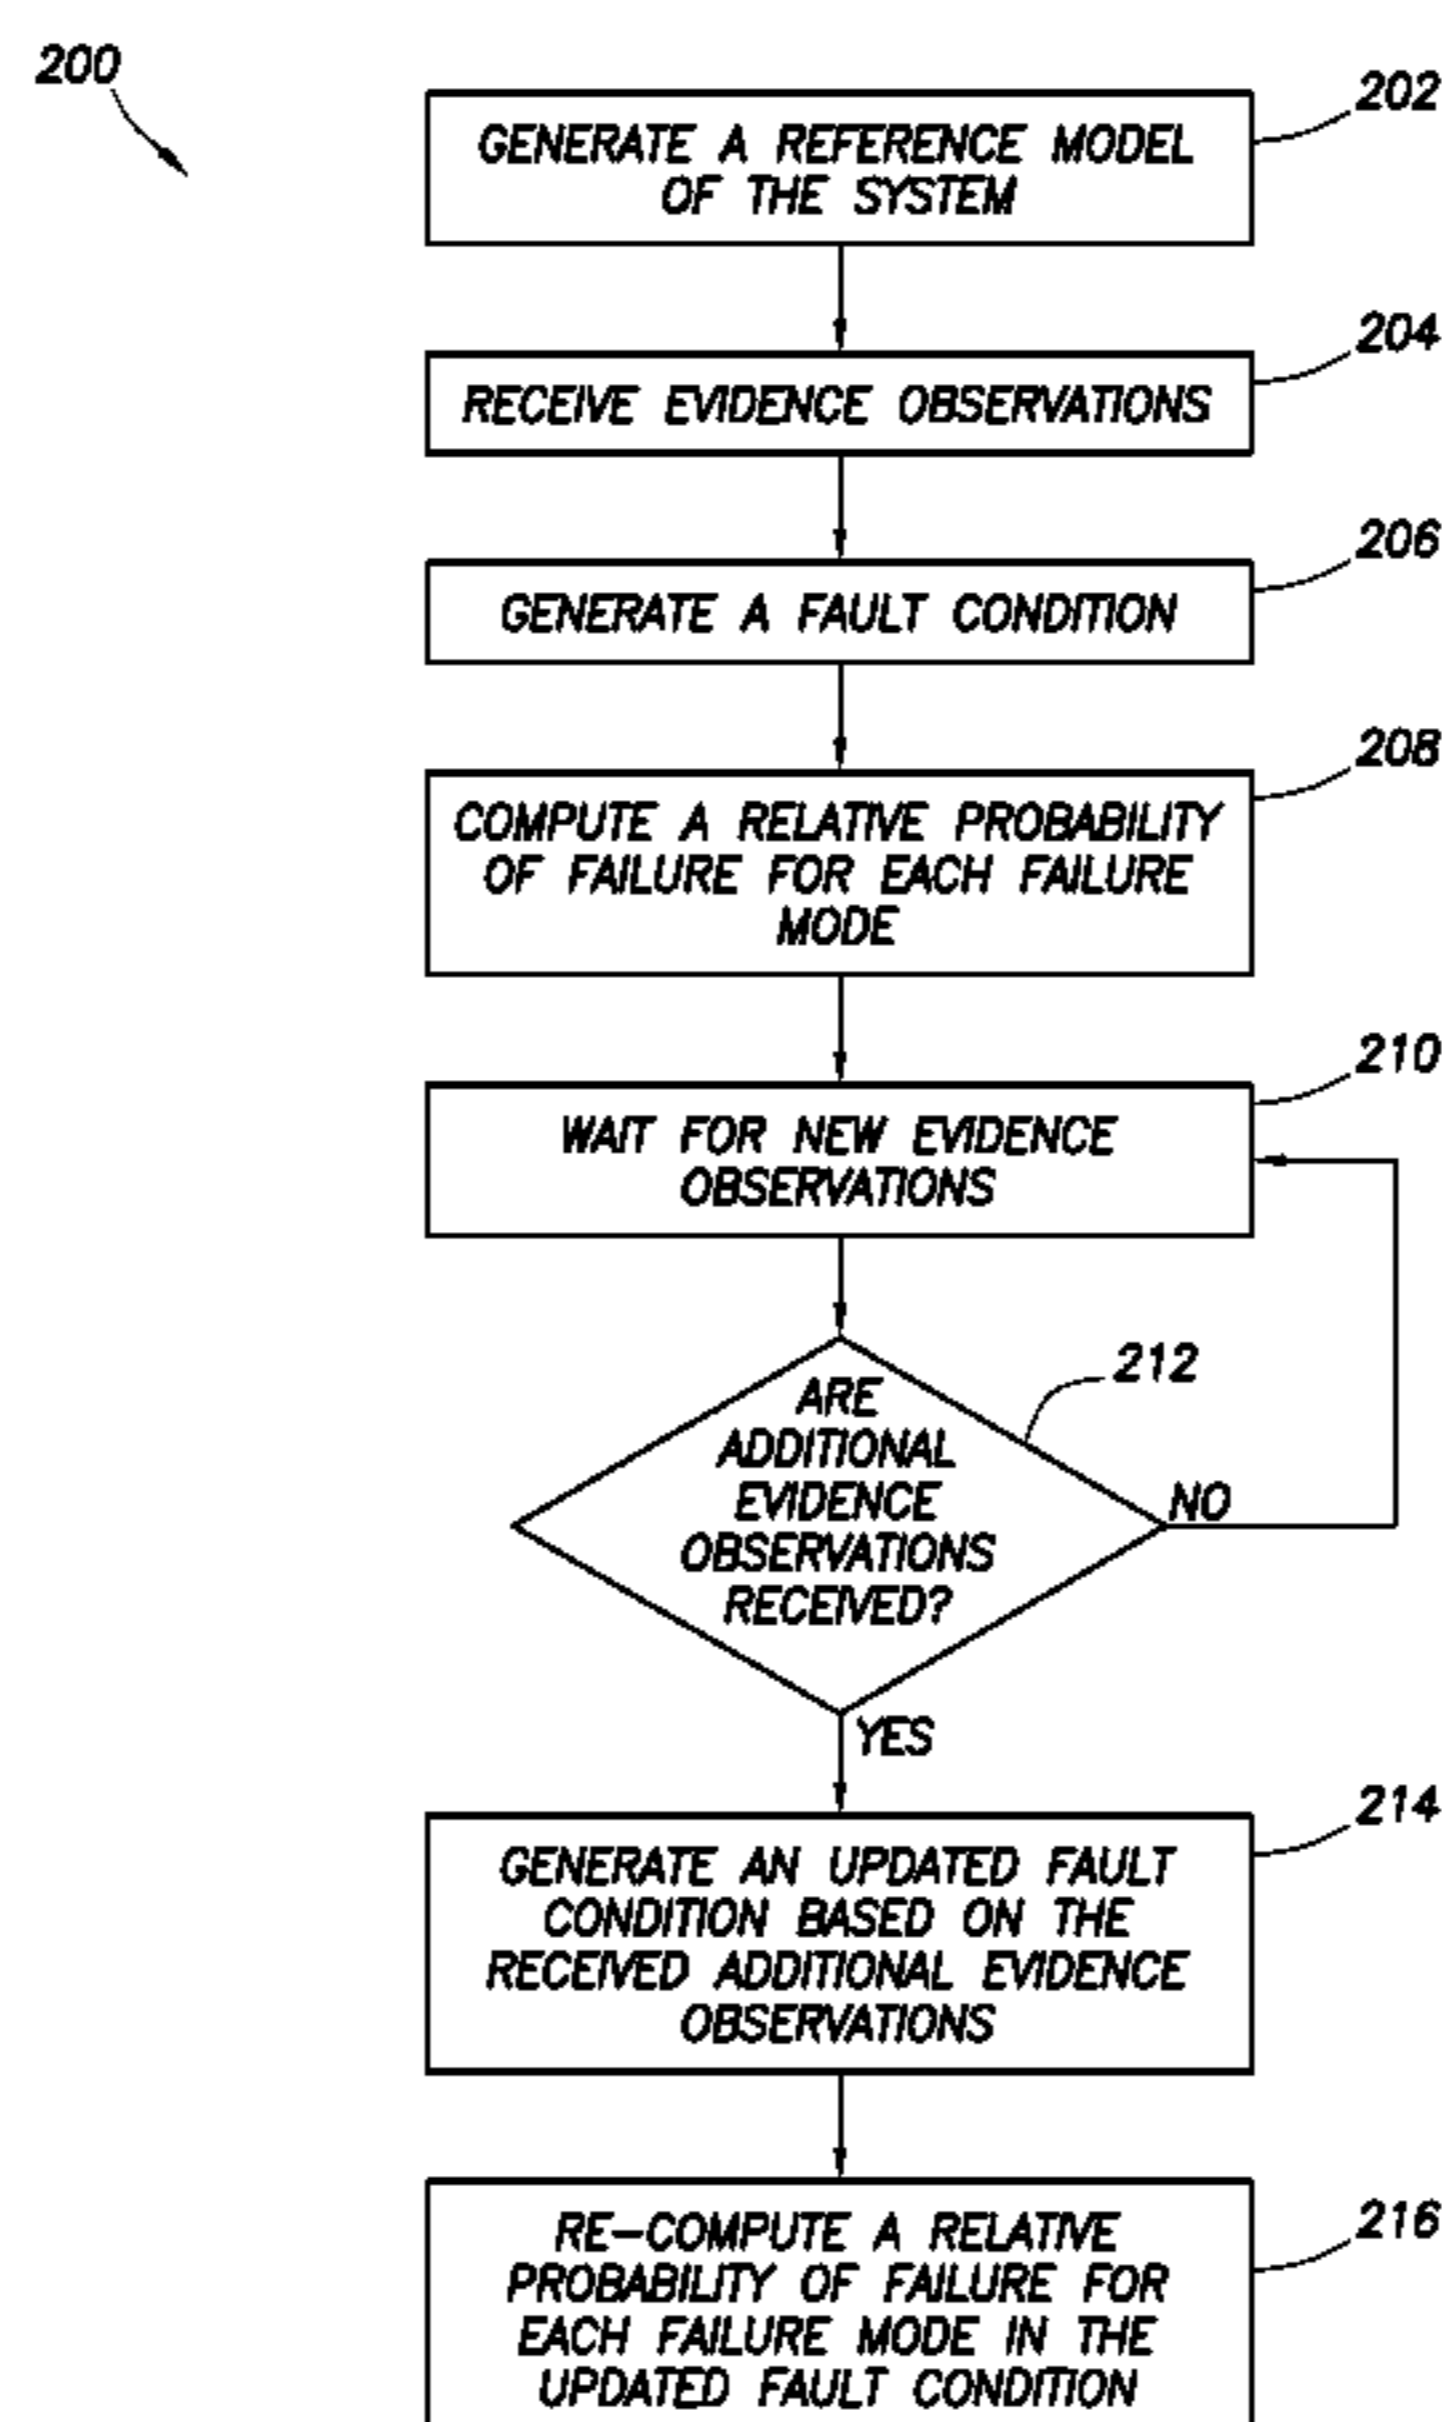 200
202
GENERATE A REFERENCE MODEL
OF THE SYSTEM
204
RECEIVE EVIDENCE OBSERVATIONS
206
GENERATE A FAULT CONDITION
208
COMPUTE A RELATIVE PROBABILITY
OF FAILURE FOR EACH FAILURE
MODE
210
WAIT FOR NEW EVIDENCE
OBSERVATIONS
212
ARE
ADDITIONAL
EVIDENCE
OBSERVATIONS
RECEIVED?
NO
YES
214
GENERATE AN UPDATED FAULT
CONDITION BASED ON THE
RECEIVED ADDITIONAL EVIDENCE
OBSERVATIONS
216
RE-COMPUTE A RELATIVE
PROBABILITY OF FAILURE FOR
EACH FAILURE MODE IN THE
UPDATED FAULT CONDITION